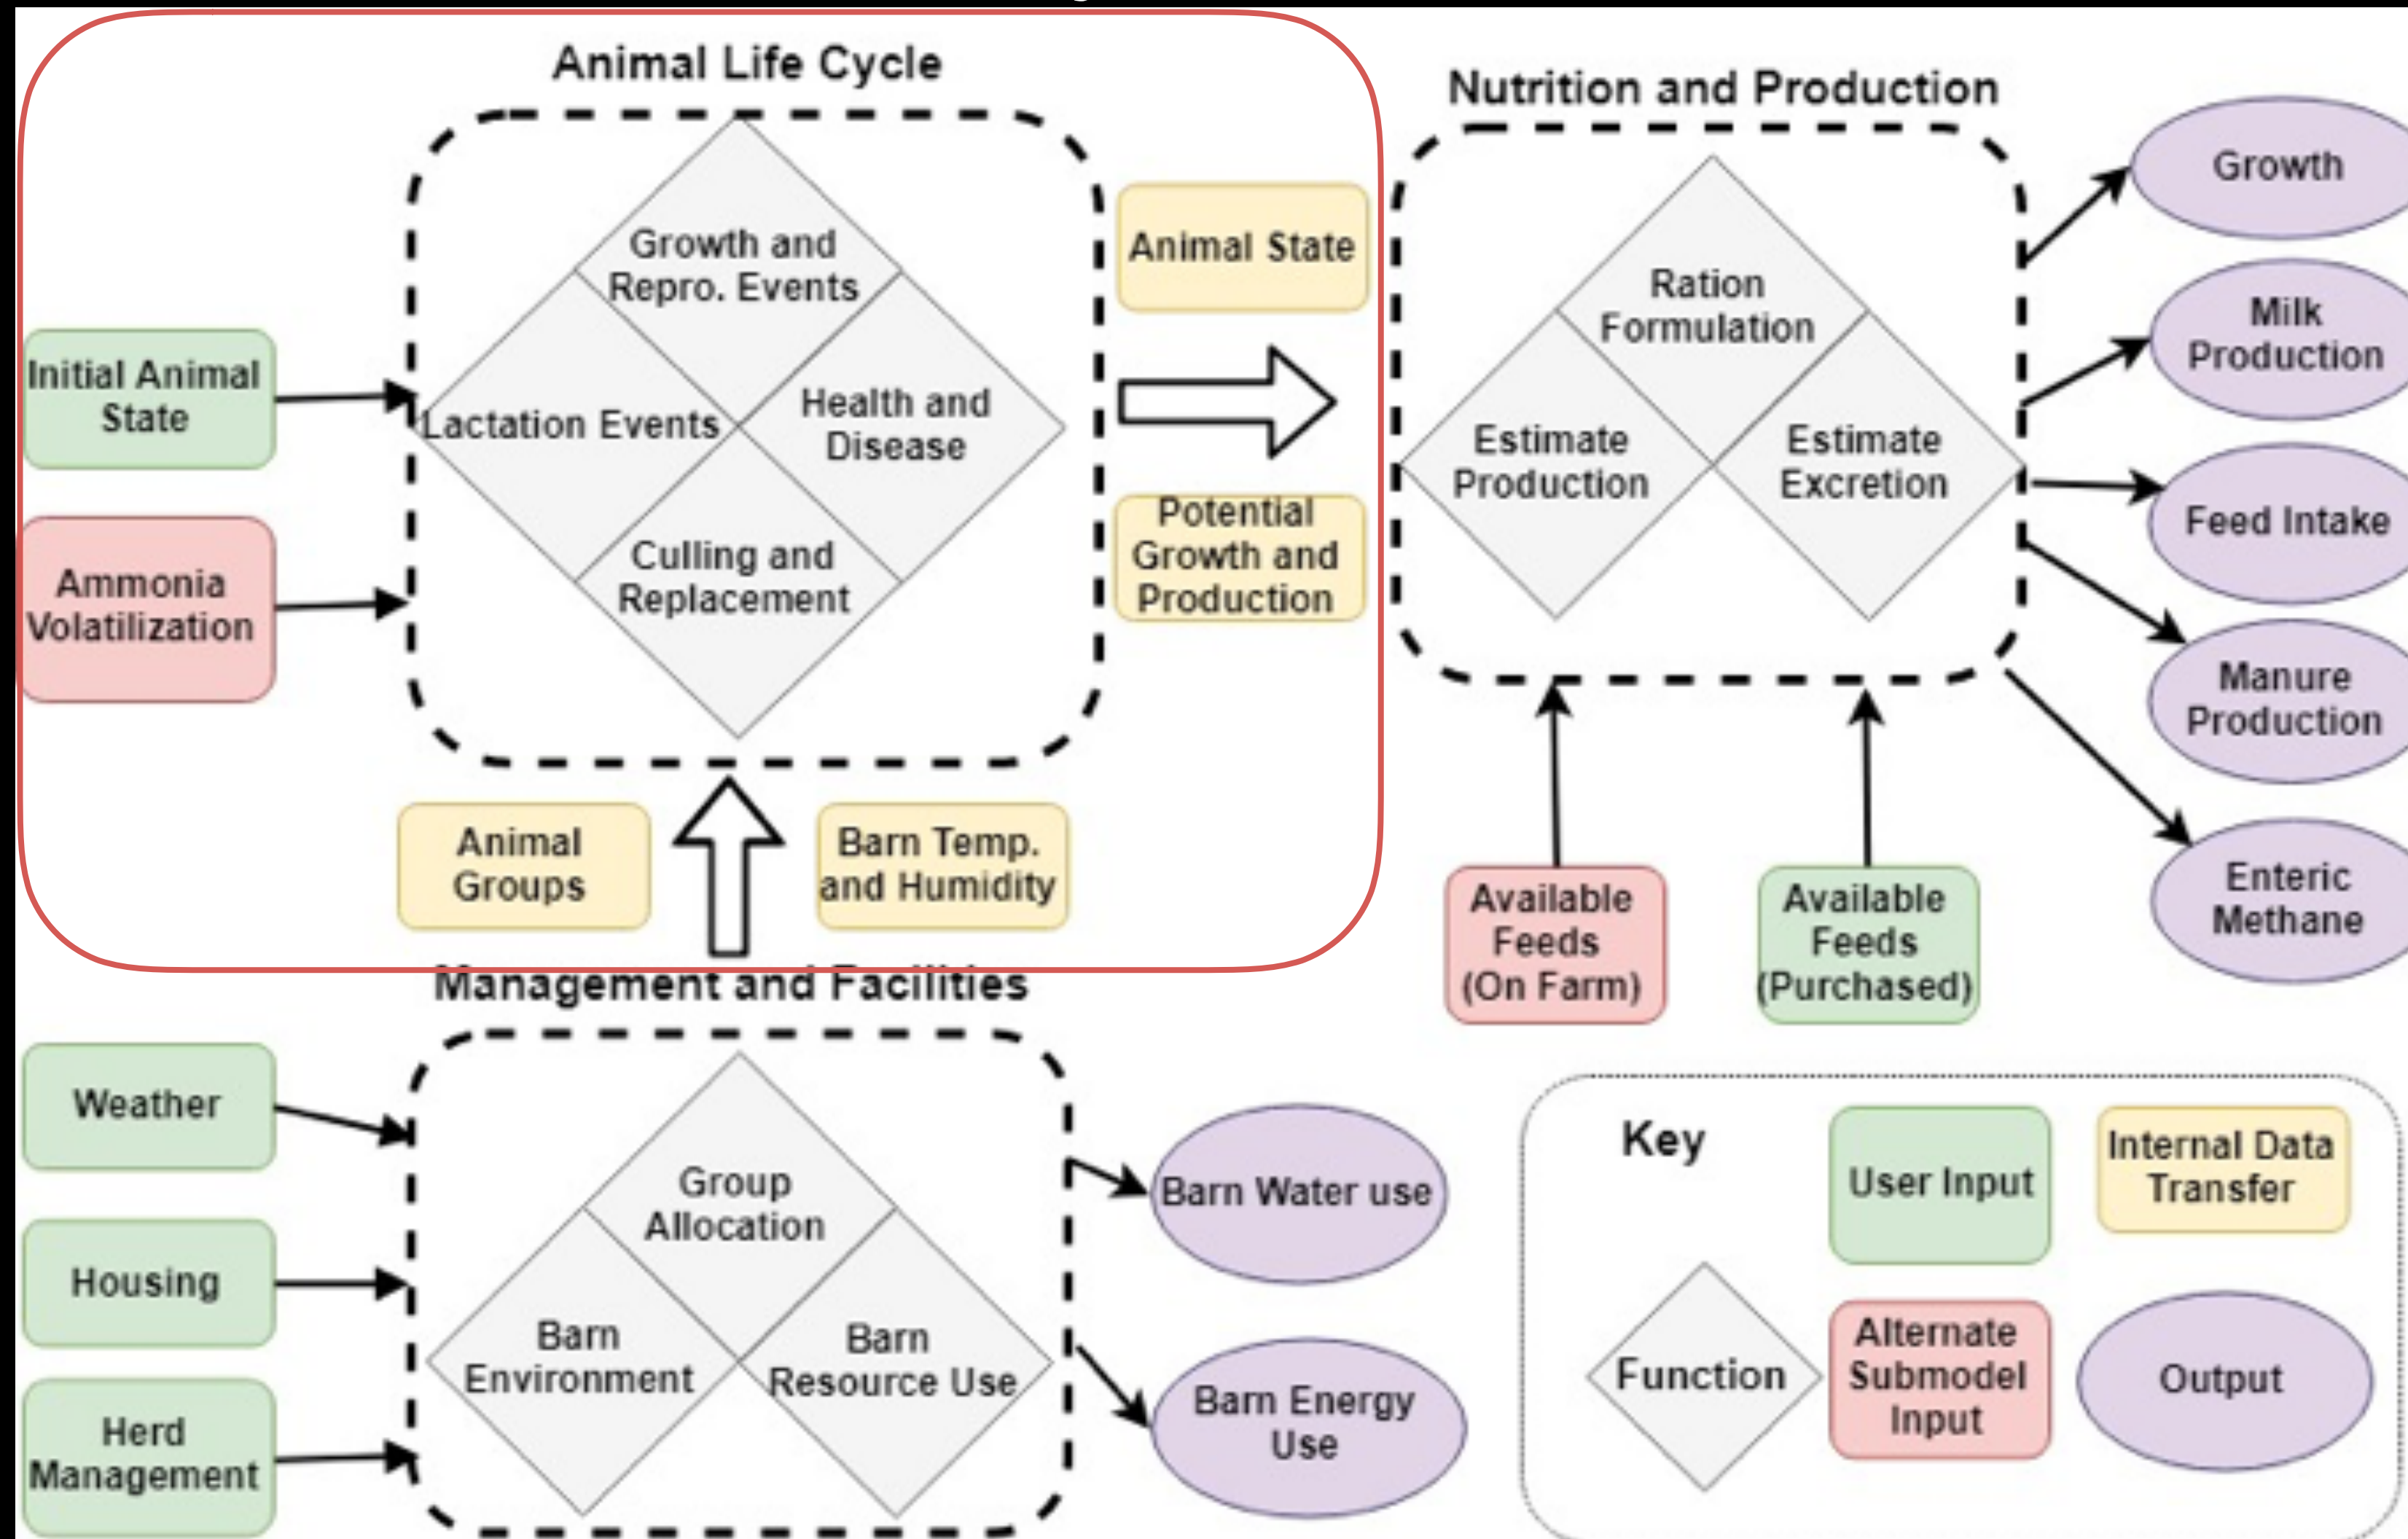 Animal Life Cycle
Growth and
Repro. Events
Lactation Events
Health and
Disease
Culling and
Replacement
Initial Animal
State
Ammonia
Volatilization
Animal State
Potential
Growth and
Production
Animal
Groups
Barn Temp.
and Humidity
Nutrition and Production
Ration
Formulation
Estimate
Production
Estimate
Excretion
Growth
Milk
Production
Feed Intake
Manure
Production
Enteric
Methane
Available
Feeds
(On Farm)
Available
Feeds
(Purchased)
Management and Facilities
Weather
Housing
Herd
Management
Group
Allocation
Barn
Environment
Barn
Resource Use
Barn Water use
Barn Energy
Use
Key
User Input
Internal Data
Transfer
Function
Alternate
Submodel
Input
Output